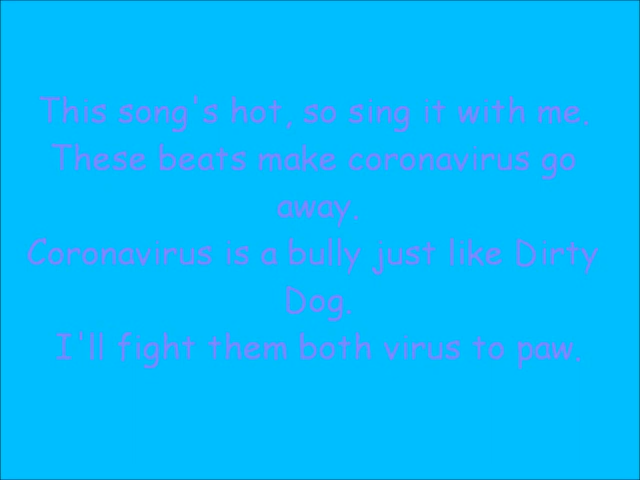 This song's hot, so sing it with me.
These beats make coronavirus go
away.
Coronavirus is a bully just like Dirty
Dog.
I'll fight them both virus to paw.